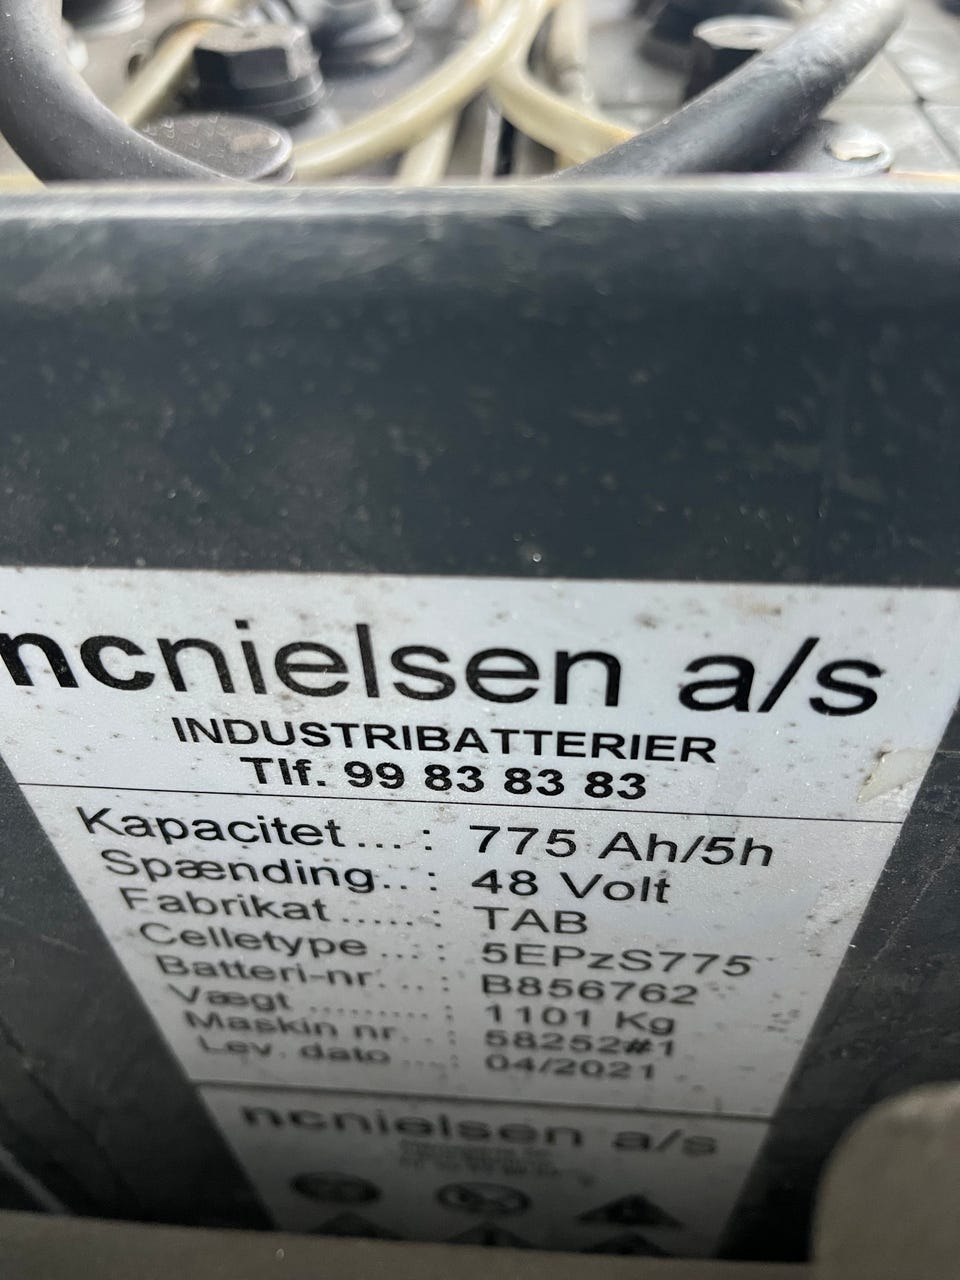 ncnielsen a/s
INDUSTRIBATTERIER
Tlf. 99 83 83 83
Kapacitet... : 775 Ah/5h
Spænding.. : 48 Volt
Fabrikat ...... : TAB
Celletype ... : 5EPzS775
Batteri-nr. ... : B856762
Vægt .......... : 1101 Kg
Maskin nr. .. : 58252#1
Lev. dato .... : 04/2021
ncnielsen a/s